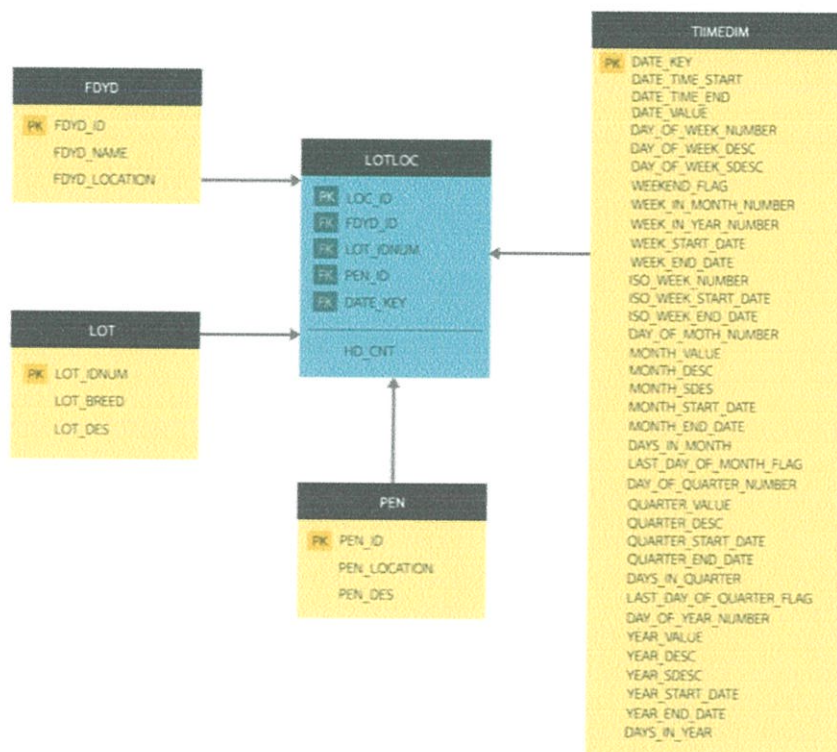 FDYD
PK FDYD_ID
FDYD_NAME
FDYD_LOCATION
LOT
PK LOT_IDNUM
LOT_BREED
LOT_DES
LOTLOC
PK LOC_ID
FK FDYD_ID
FK LOT_IDNUM
FK PEN_ID
FK DATE_KEY
HD_CNT
PEN
PK PEN_ID
PEN_LOCATION
PEN_DES
TIIMEDIM
PK DATE_KEY
DATE_TIME_START
DATE_TIME_END
DATE_VALUE
DAY_OF_WEEK_NUMBER
DAY_OF_WEEK_DESC
DAY_OF_WEEK_SDESC
WEEKEND_FLAG
WEEK_IN_MONTH_NUMBER
WEEK_IN_YEAR_NUMBER
WEEK_START_DATE
WEEK_END_DATE
ISO_WEEK_NUMBER
ISO_WEEK_START_DATE
ISO_WEEK_END_DATE
DAY_OF_MOTH_NUMBER
MONTH_VALUE
MONTH_DESC
MONTH_SDES
MONTH_START_DATE
MONTH_END_DATE
DAYS_IN_MONTH
LAST_DAY_OF_MONTH_FLAG
DAY_OF_QUARTER_NUMBER
QUARTER_VALUE
QUARTER_DESC
QUARTER_START_DATE
QUARTER_END_DATE
DAYS_IN_QUARTER
LAST_DAY_OF_QUARTER_FLAG
DAY_OF_YEAR_NUMBER
YEAR_VALUE
YEAR_DESC
YEAR_SDESC
YEAR_START_DATE
YEAR_END_DATE
DAYS_IN_YEAR